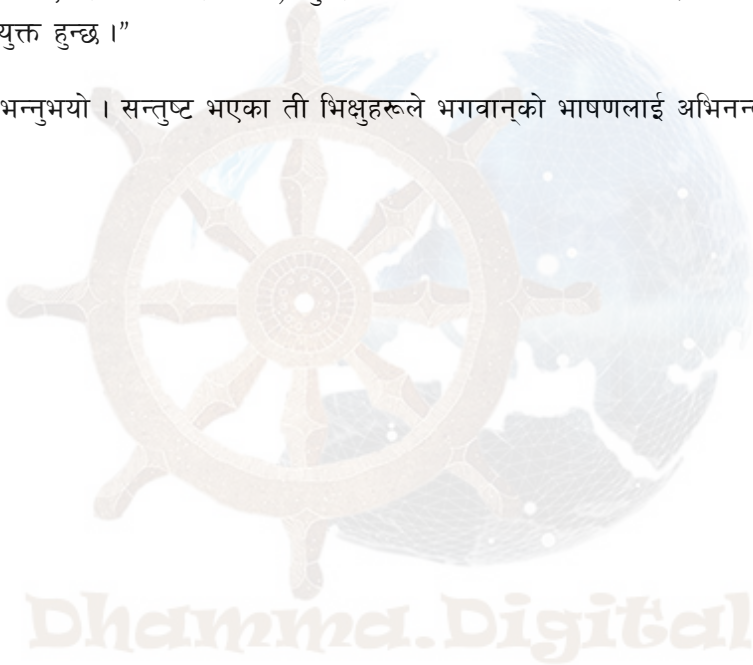 युक्त हुन्छ ।”
भन्नुभयो । सन्तुष्ट भएका ती भिक्षुहरूले भगवान्‌को भाषणलाई अभिनन्द
Dhamma.Digital